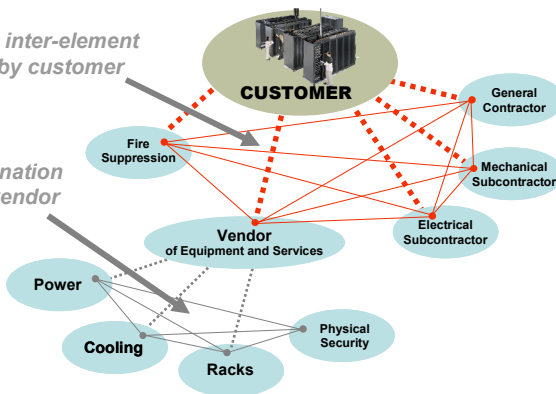 inter-element
by customer
CUSTOMER
General
Contractor
Fire
Suppression
Mechanical
Subcontractor
nation
vendor
Electrical
Subcontractor
Vendor
of Equipment and Services
Power
Physical
Security
Cooling
Racks